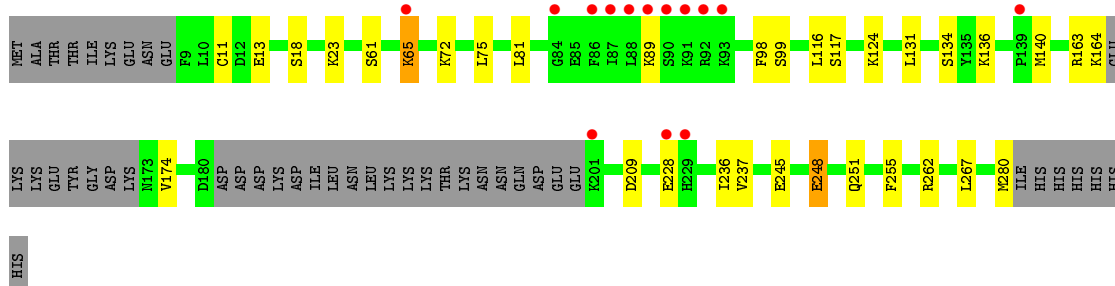 MET ALA THR THR ILE LYS GLU ASN GLU F9 L10 C11 D12 E13 S18 K23 S61 K65 K72 L75 L81 G84 E85 F86 I87 L88 K89 S90 K91 R92 K93 F98 S99 L116 S117 K124 L131 S134 Y135 K136 P139 M140 R163 K164 GLU
LYS LYS GLU TYR GLY ASP LYS N173 V174 D180 ASP ASP ASP LYS ASP ILE LEU ASN LEU LYS LYS LYS THR LYS ASN ASN GLN ASP GLU GLU K201 D209 E228 H229 I236 V237 E245 E248 Q251 F255 R262 L267 M280 ILE HIS HIS HIS HIS HIS
HIS